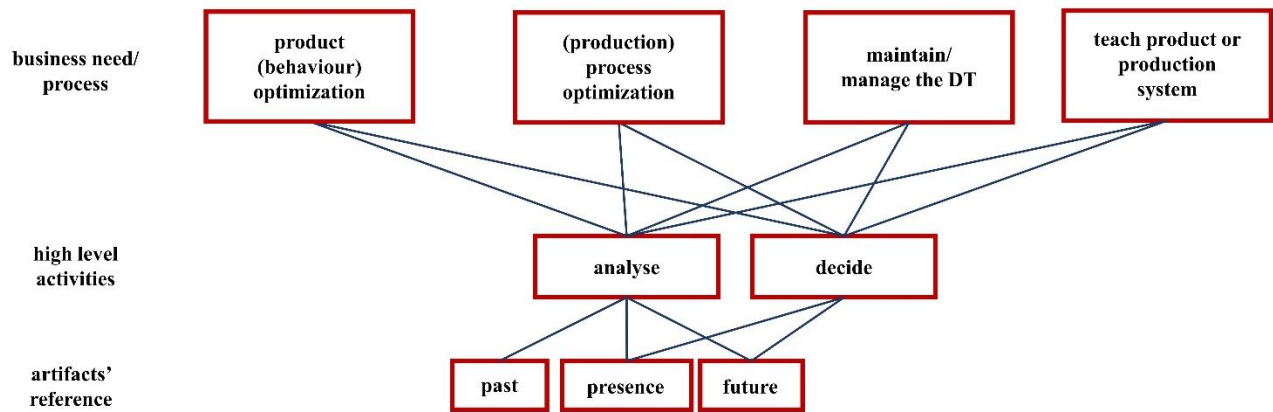 business need/
process
product
(behaviour)
optimization
(production)
process
optimization
maintain/
manage the DT
teach product or
production
system
high level
activities
analyse
decide
artifacts’
reference
past
presence
future